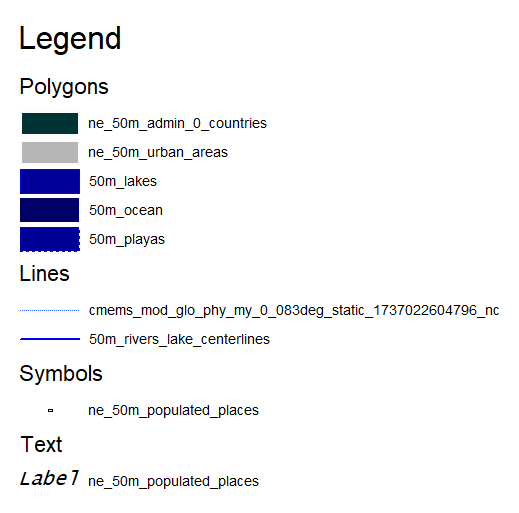 Legend
Polygons
ne_50m_admin_0_countries
ne_50m_urban_areas
50m_lakes
50m_ocean
50m_playas
Lines
cmems_mod_glo_phy_my_0_083deg_static_1737022604796_nc
50m_rivers_lake_centerlines
Symbols
ne_50m_populated_places
Text
Label ne_50m_populated_places